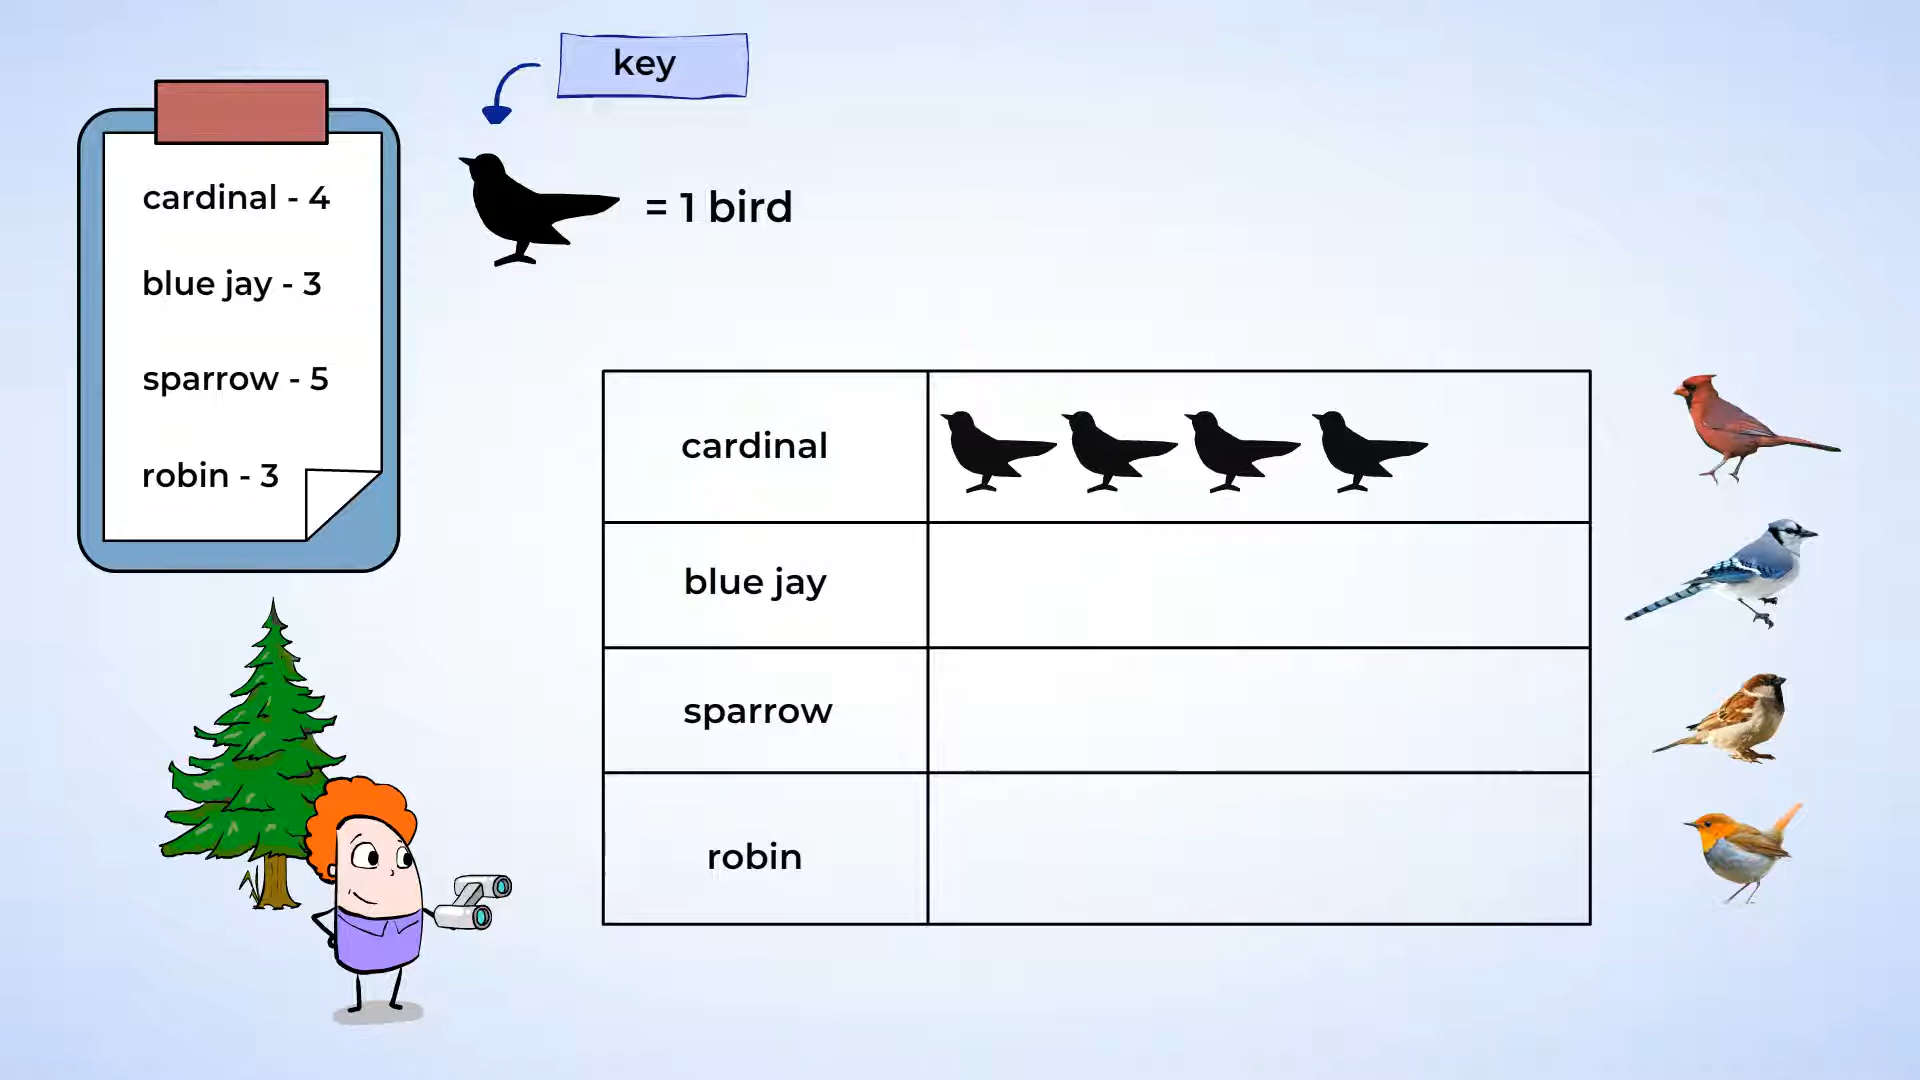 key
cardinal - 4
= 1 bird
blue jay - 3
sparrow - 5
robin - 3
cardinal
blue jay
sparrow
robin